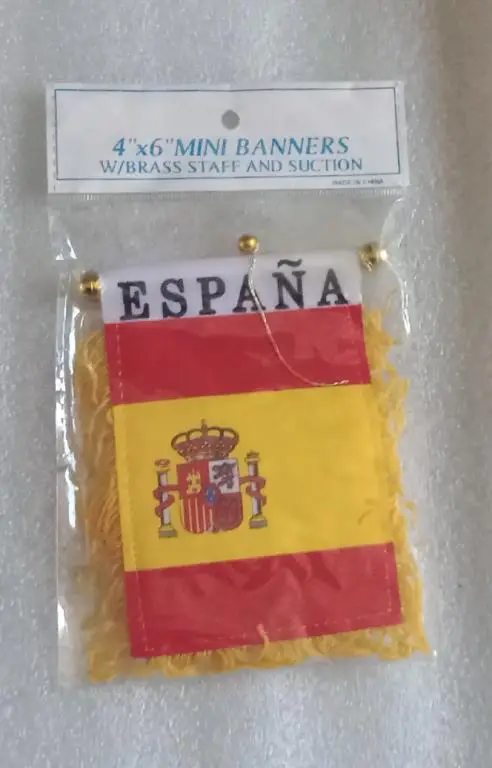 4"x6"MINI BANNERS
W/BRASS STAFF AND SUCTION
MADE IN CHINA
ESPAÑA